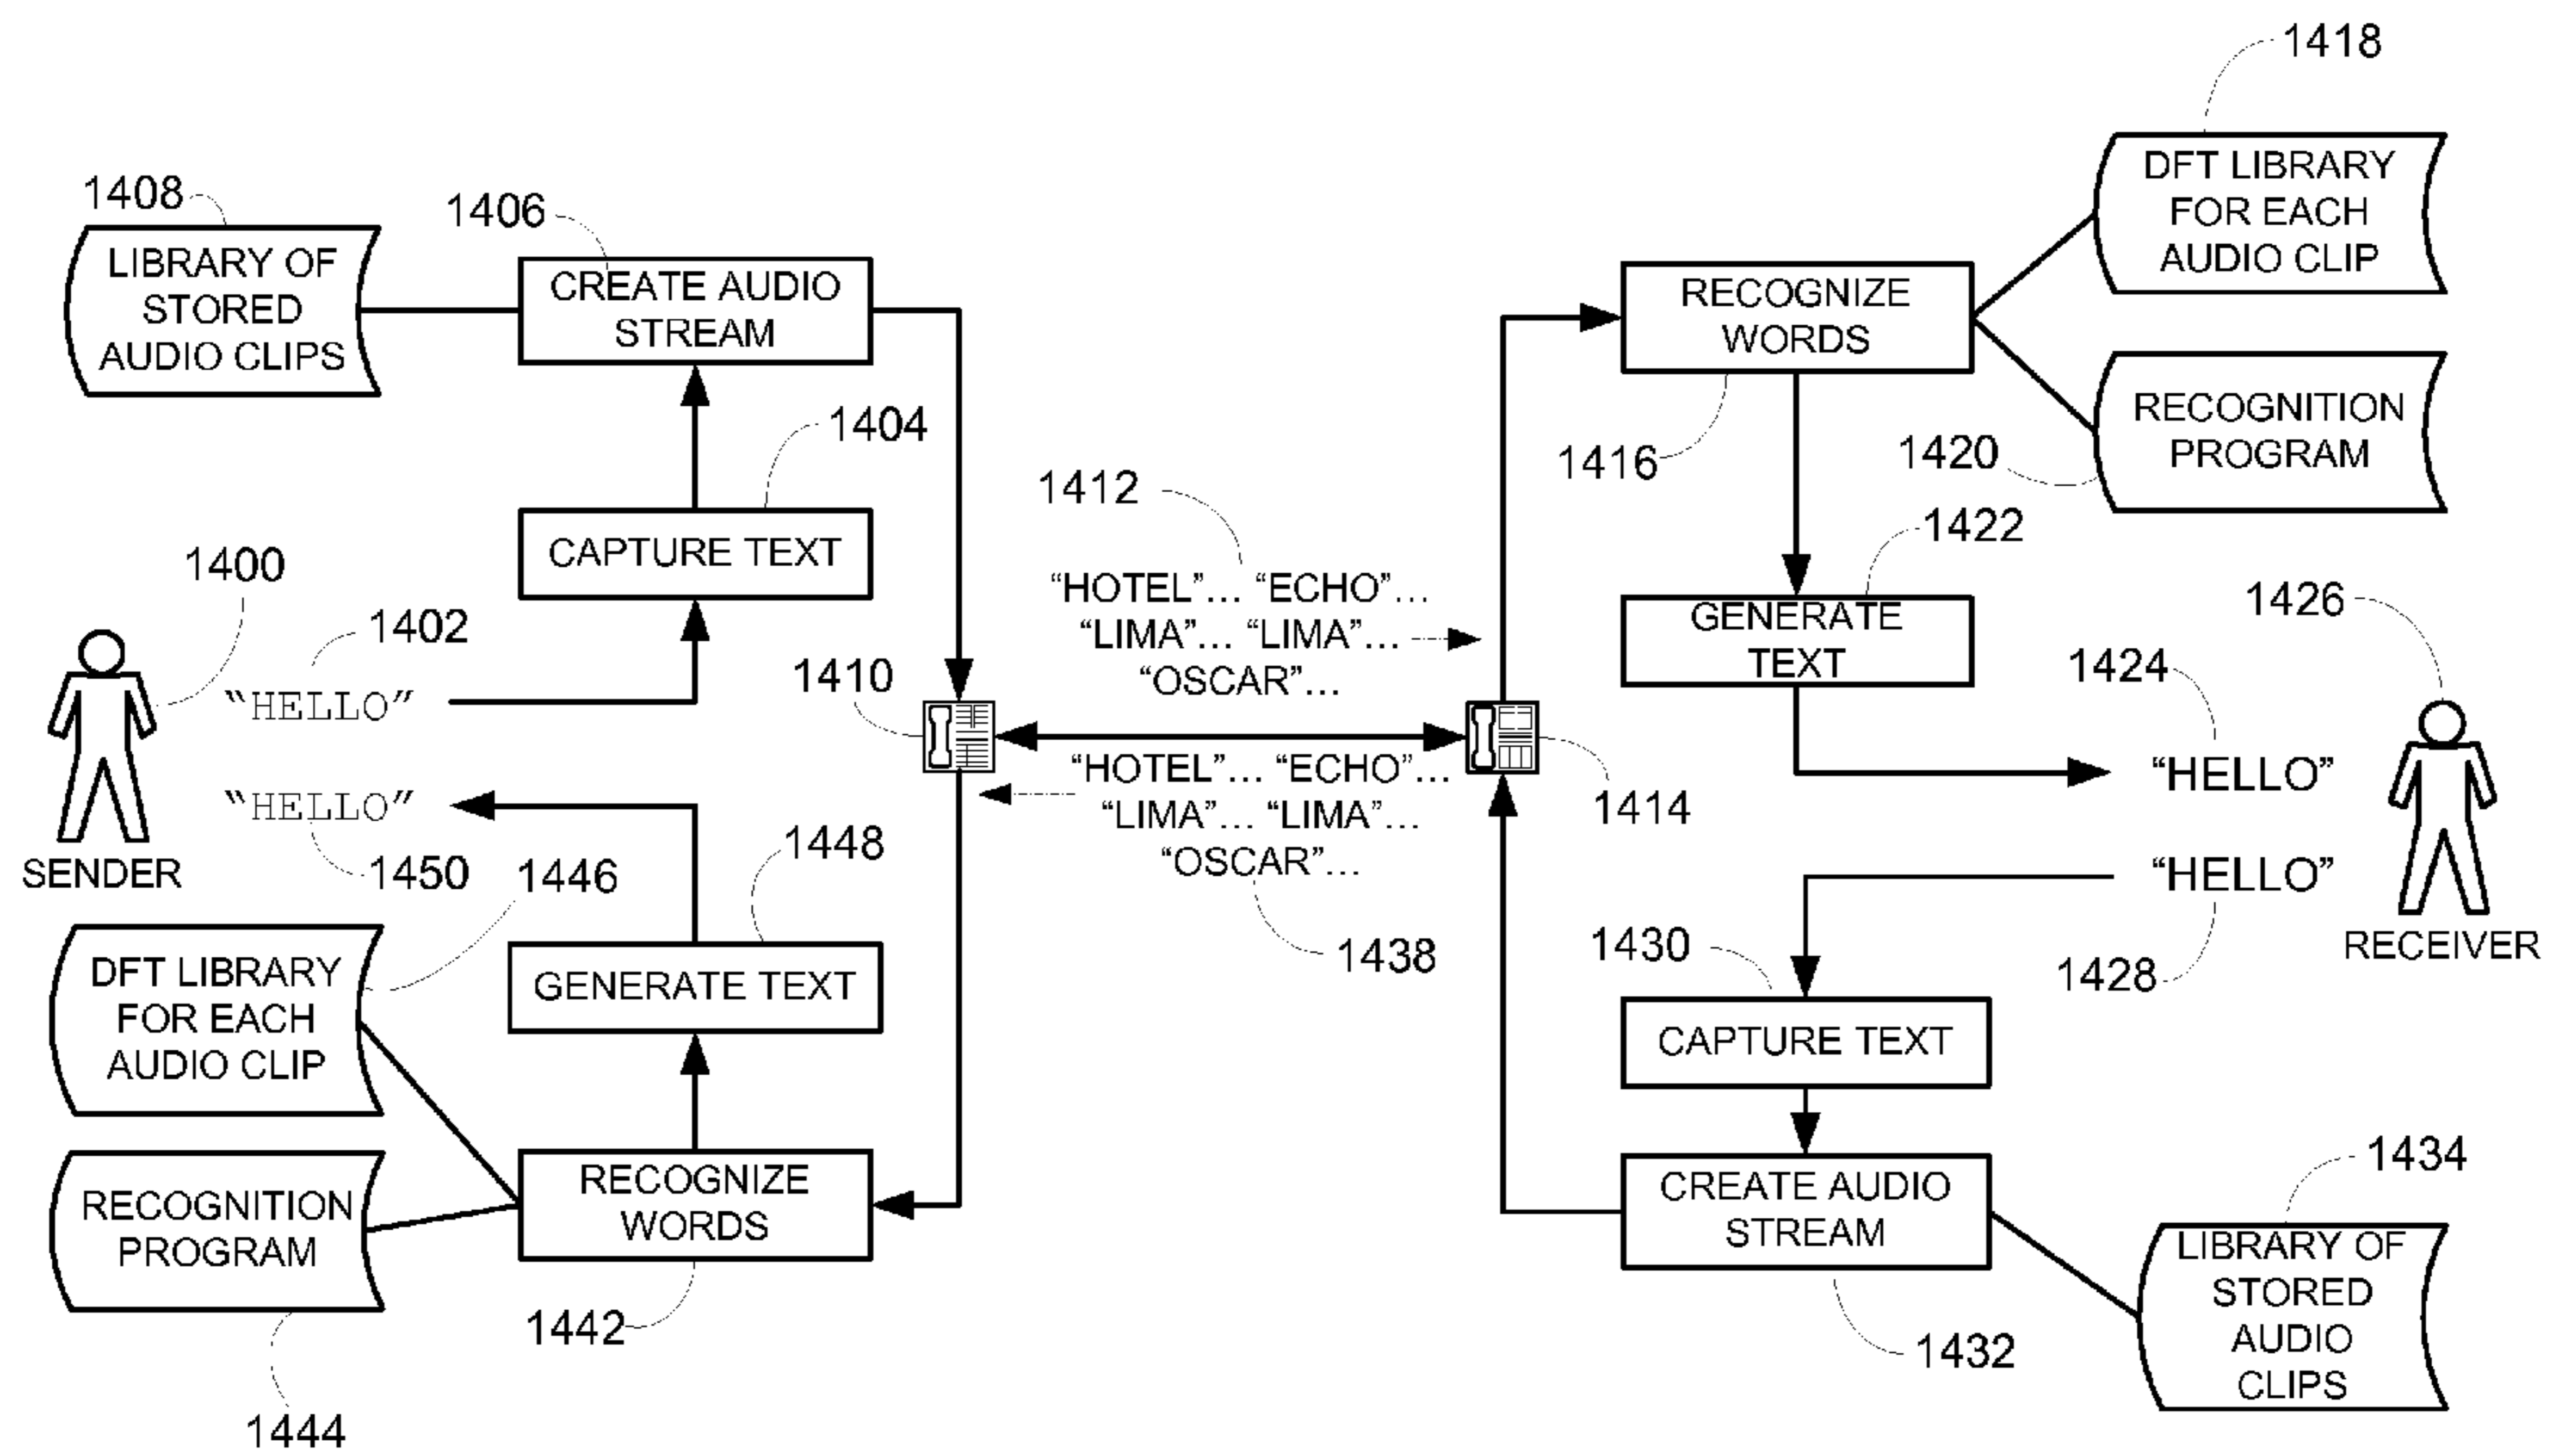 1418
DFT LIBRARY
FOR EACH
AUDIO CLIP
1408
LIBRARY OF
STORED
AUDIO CLIPS
1406
CREATE AUDIO
STREAM
RECOGNIZE
WORDS
1416
RECOGNITION
PROGRAM
1420
1404
CAPTURE TEXT
1412
“HOTEL”... “ECHO”...
“LIMA”... “LIMA”...
“OSCAR”...
1422
GENERATE
TEXT
1400
1402
“HELLO”
SENDER
1410
1414
1424
“HELLO”
1426
RECEIVER
“HOTEL”... “ECHO”...
“LIMA”... “LIMA”...
“OSCAR”...
1438
“HELLO”
1450
1448
GENERATE TEXT
1446
DFT LIBRARY
FOR EACH
AUDIO CLIP
RECOGNITION
PROGRAM
1444
RECOGNIZE
WORDS
1442
“HELLO”
1428
1430
CAPTURE TEXT
CREATE AUDIO
STREAM
1432
1434
LIBRARY OF
STORED
AUDIO
CLIPS